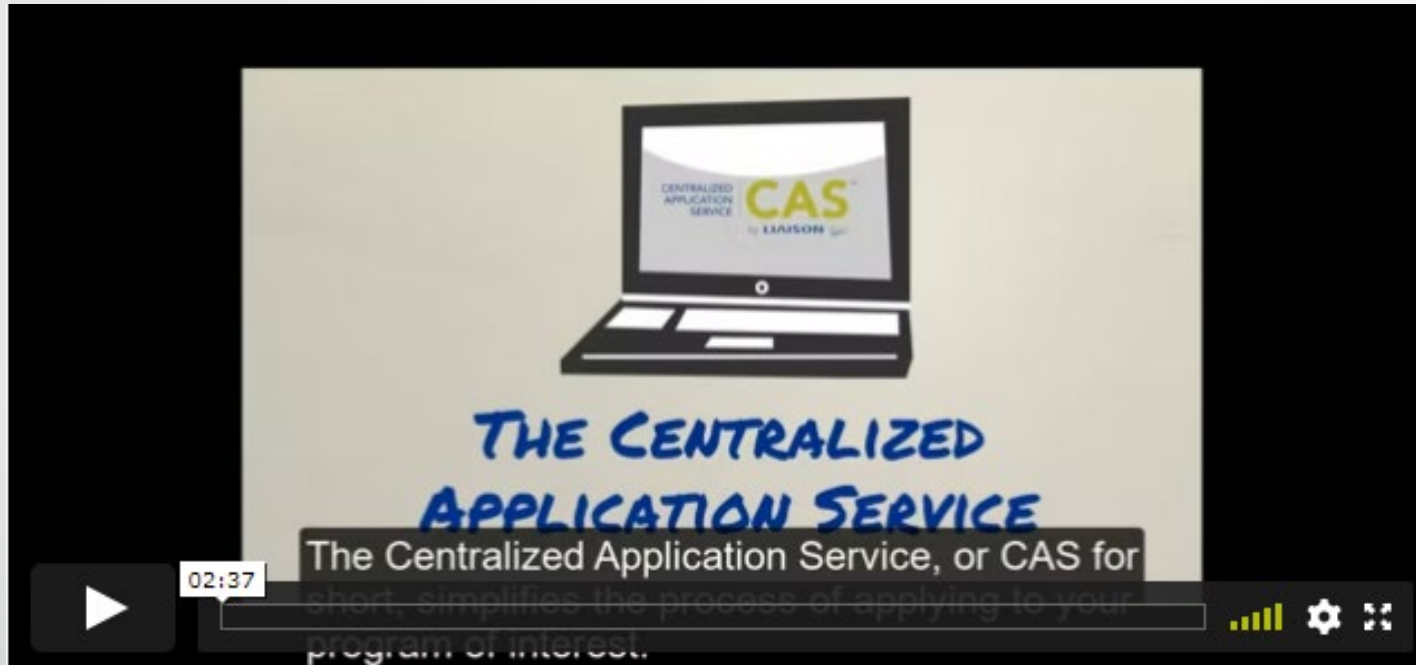 CENTRALIZED
APPLICATION
SERVICE
CAS
by LIAISON
THE CENTRALIZED
APPLICATION SERVICE
The Centralized Application Service, or CAS for
short, simplifies the process of applying to your
program of interest.
02:37